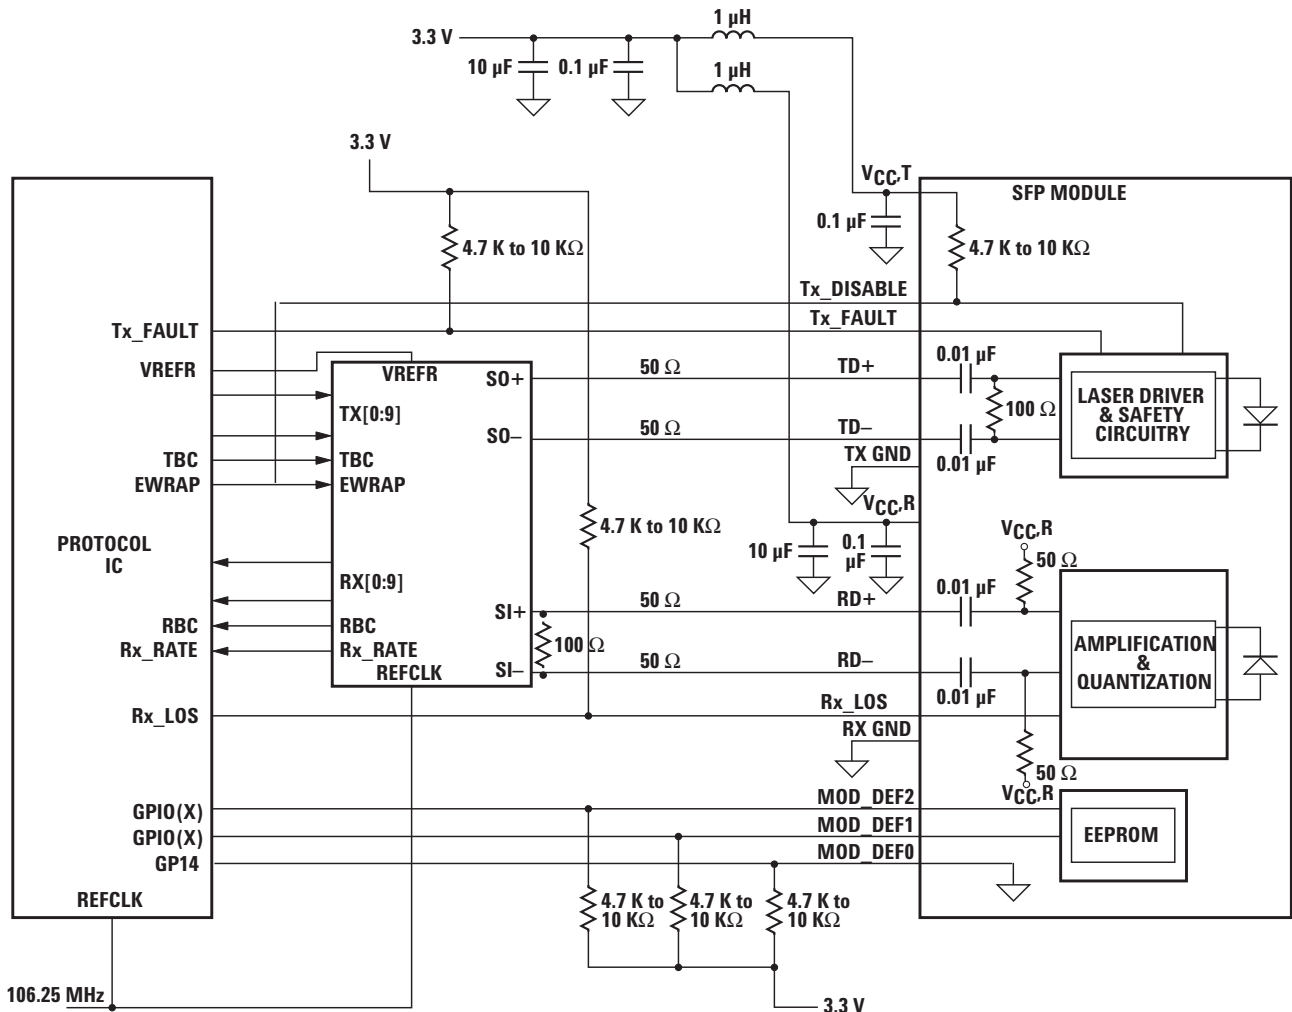 1 µH
3.3 V
10 µF
0.1 µF
1 µH
3.3 V
VCC,T
SFP MODULE
0.1 µF
4.7 K to 10 KΩ
4.7 K to 10 KΩ
Tx_DISABLE
Tx_FAULT
Tx_FAULT
0.01 µF
VREFR
VREFR
SO+
50 Ω
TD+
TX[0:9]
100 Ω
LASER DRIVER
& SAFETY
CIRCUITRY
SO–
50 Ω
TD–
TX GND
0.01 µF
TBC
TBC
EWRAP
EWRAP
VCC,R
4.7 K to 10 KΩ
PROTOCOL
IC
10 µF
0.1
µF
VCC,R
50 Ω
RX[0:9]
0.01 µF
SI+
50 Ω
RD+
RBC
RBC
100 Ω
Rx_RATE
Rx_RATE
REFCLK
SI–
50 Ω
RD–
AMPLIFICATION
&
QUANTIZATION
0.01 µF
Rx_LOS
Rx_LOS
RX GND
50 Ω
VCC,R
GPIO(X)
MOD_DEF2
GPIO(X)
MOD_DEF1
EEPROM
GP14
MOD_DEF0
REFCLK
4.7 K to
10 KΩ
4.7 K to
10 KΩ
4.7 K to
10 KΩ
106.25 MHz
3.3 V